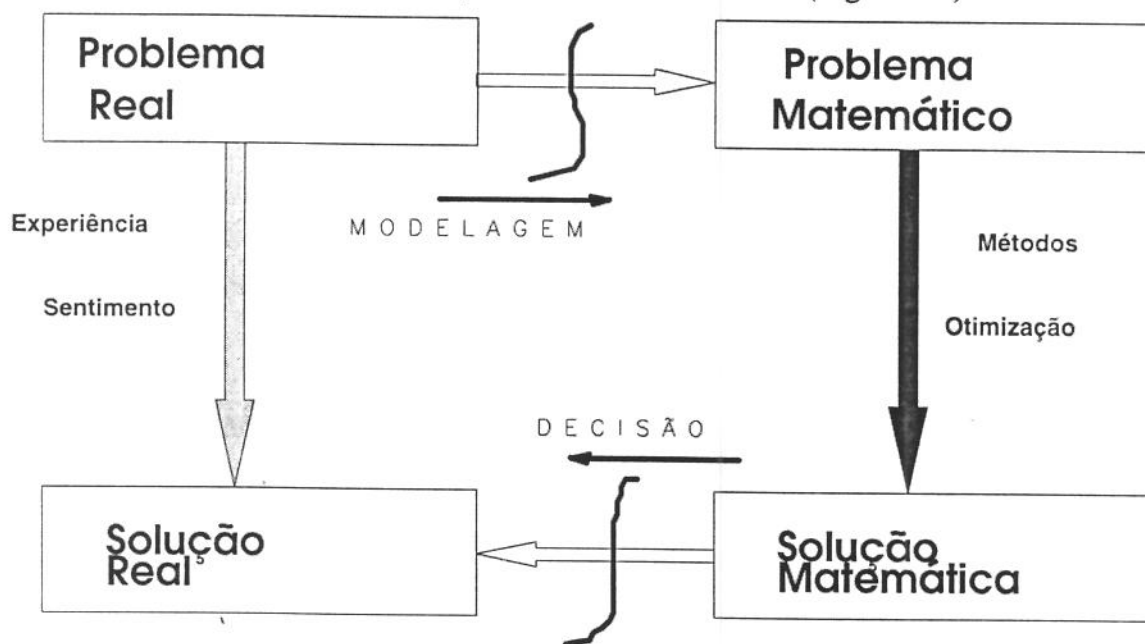 Problema
Real
Problema
Matemático
Experiência
MODELAGEM
Métodos
Sentimento
Otimização
DECISÃO
Solução
Real
Solução
Matemática